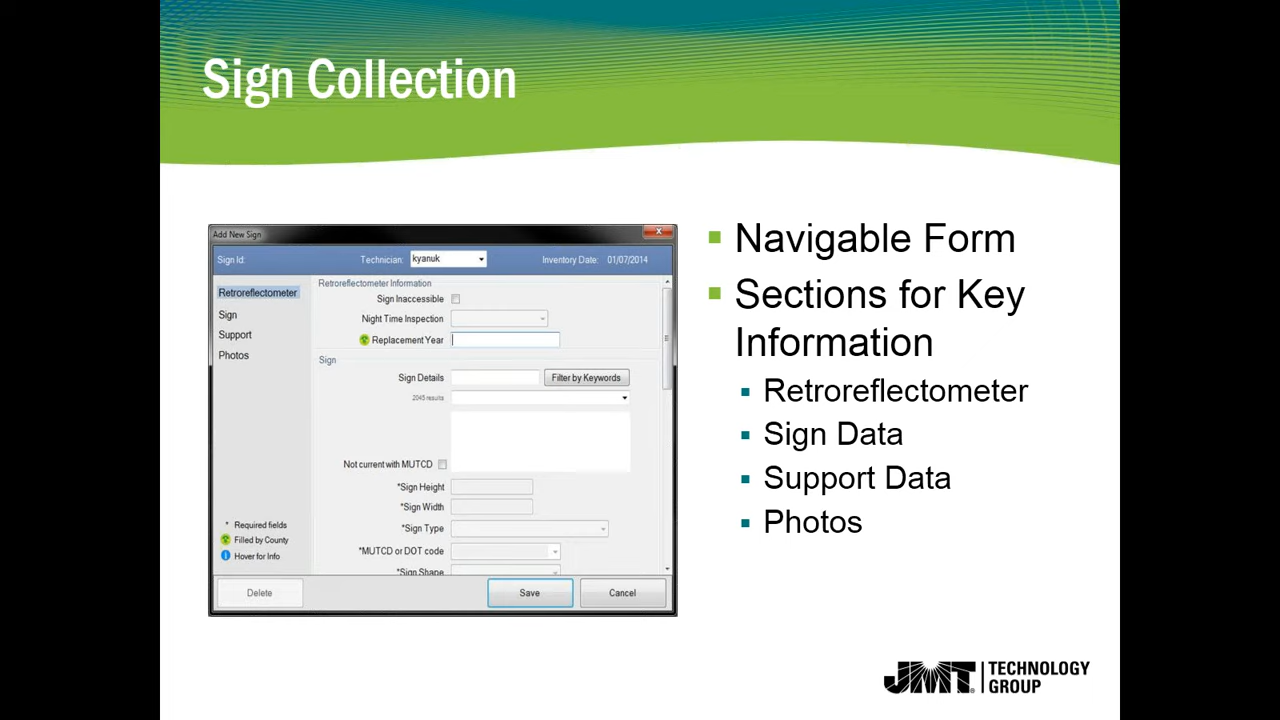 Sign Collection
Add New Sign
x
Sign Id:
Technician: kyanuk
Inventory Date: 01/07/2014
Retroreflectometer
Sign
Support
Photos
* Required fields
Filled by County
i Hover for Info
Retroreflectometer Information
Sign Inaccessible
Night Time Inspection
Replacement Year
Sign
Sign Details
Filter by Keywords
2045 results
Not current with MUTCD
*Sign Height
*Sign Width
*Sign Type
*MUTCD or DOT code
*Sign Shape
Delete
Save
Cancel
Navigable Form
Sections for Key
Information
Retroreflectometer
Sign Data
Support Data
Photos
JMT TECHNOLOGY
GROUP